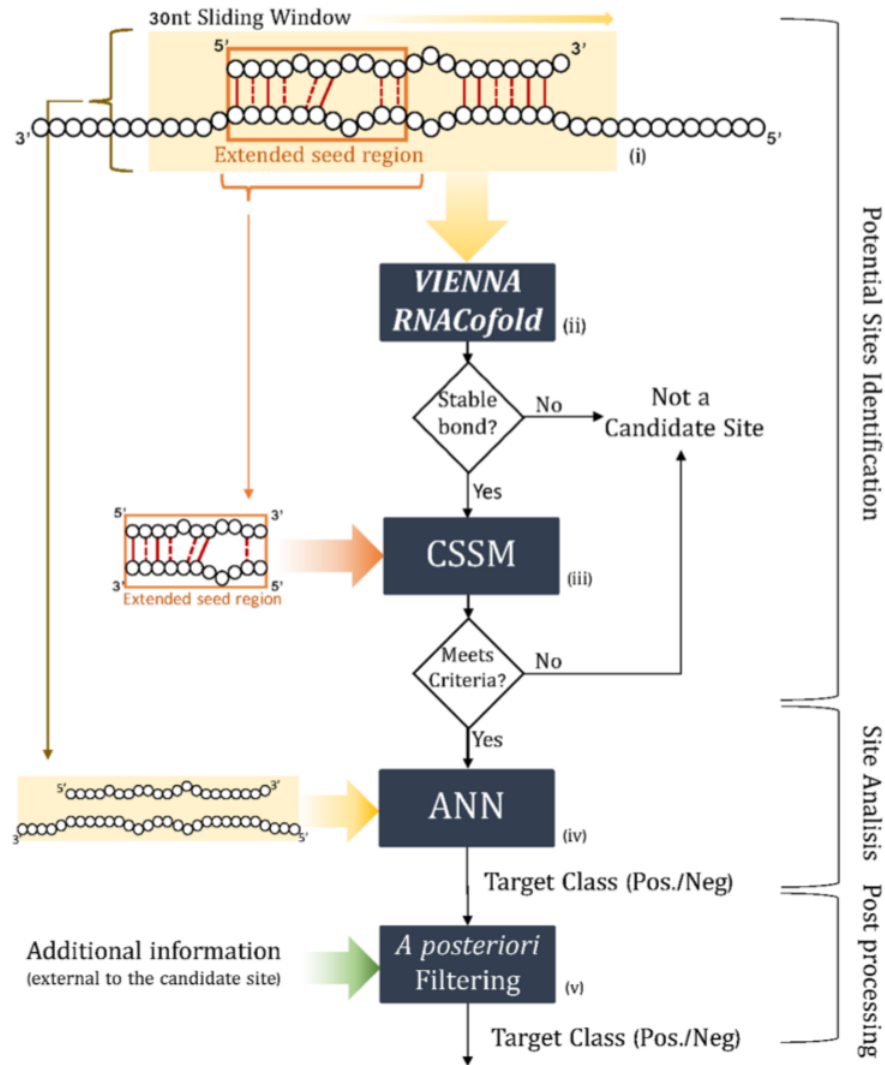 30nt Sliding Window
5'
3'
3'
5'
Extended seed region
(i)
VIENNA
RNACofold
(ii)
Stable
bond?
No
Not a
Candidate Site
Yes
5'
3'
3'
5'
Extended seed region
CSSM
(iii)
Meets
Criteria?
No
Yes
Potential Sites Identification
5'
3'
3'
5'
ANN
(iv)
Target Class (Pos./Neg)
Site Analisis
Additional information
(external to the candidate site)
A posteriori
Filtering
(v)
Target Class (Pos./Neg)
Post processing